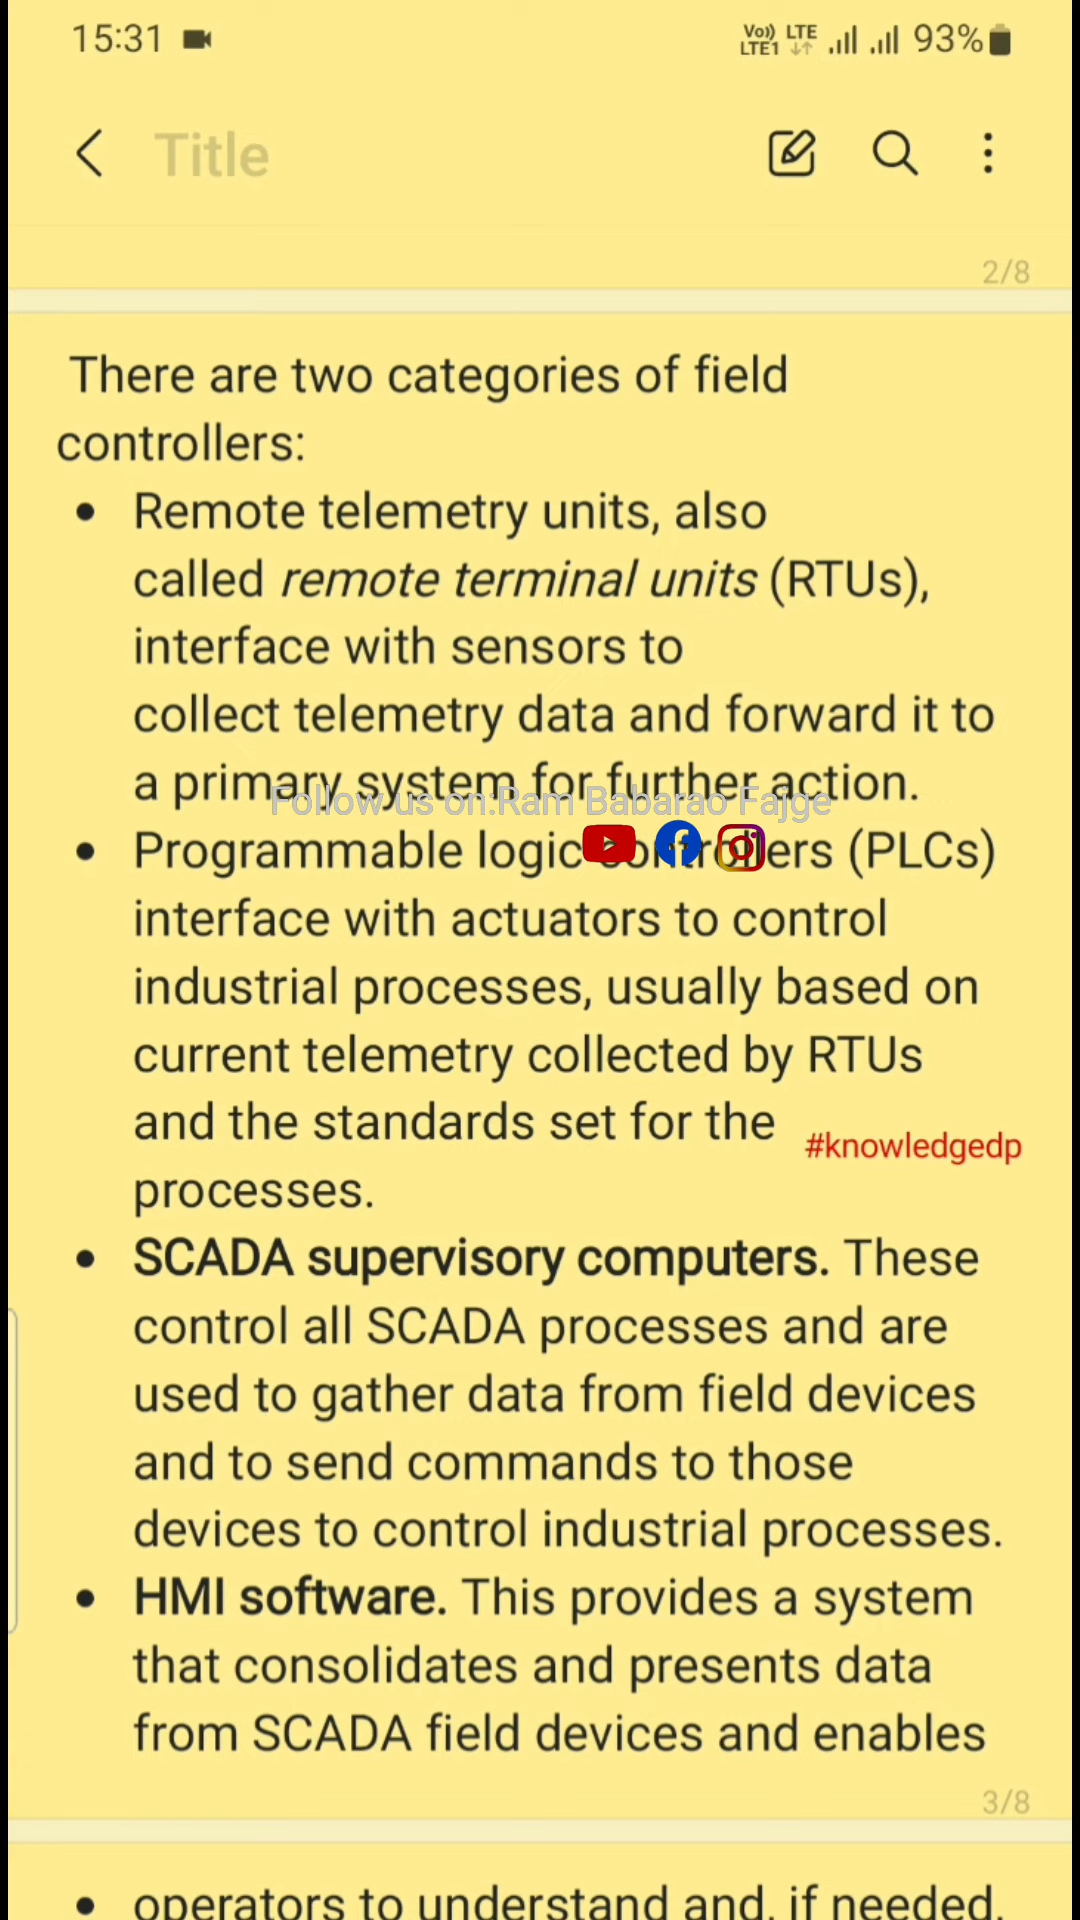 15:31
Vo)) LTE 93%
LTE1
Title
2/8
There are two categories of field
controllers:
• Remote telemetry units, also
called remote terminal units (RTUs),
interface with sensors to
collect telemetry data and forward it to
a primary system for further action.
Follow us on:Ram Babarao Fajge
• Programmable logic controllers (PLCs)
interface with actuators to control
industrial processes, usually based on
current telemetry collected by RTUs
and the standards set for the
#knowledgedp
processes.
• SCADA supervisory computers. These
control all SCADA processes and are
used to gather data from field devices
and to send commands to those
devices to control industrial processes.
• HMI software. This provides a system
that consolidates and presents data
from SCADA field devices and enables
3/8
• operators to understand and, if needed,